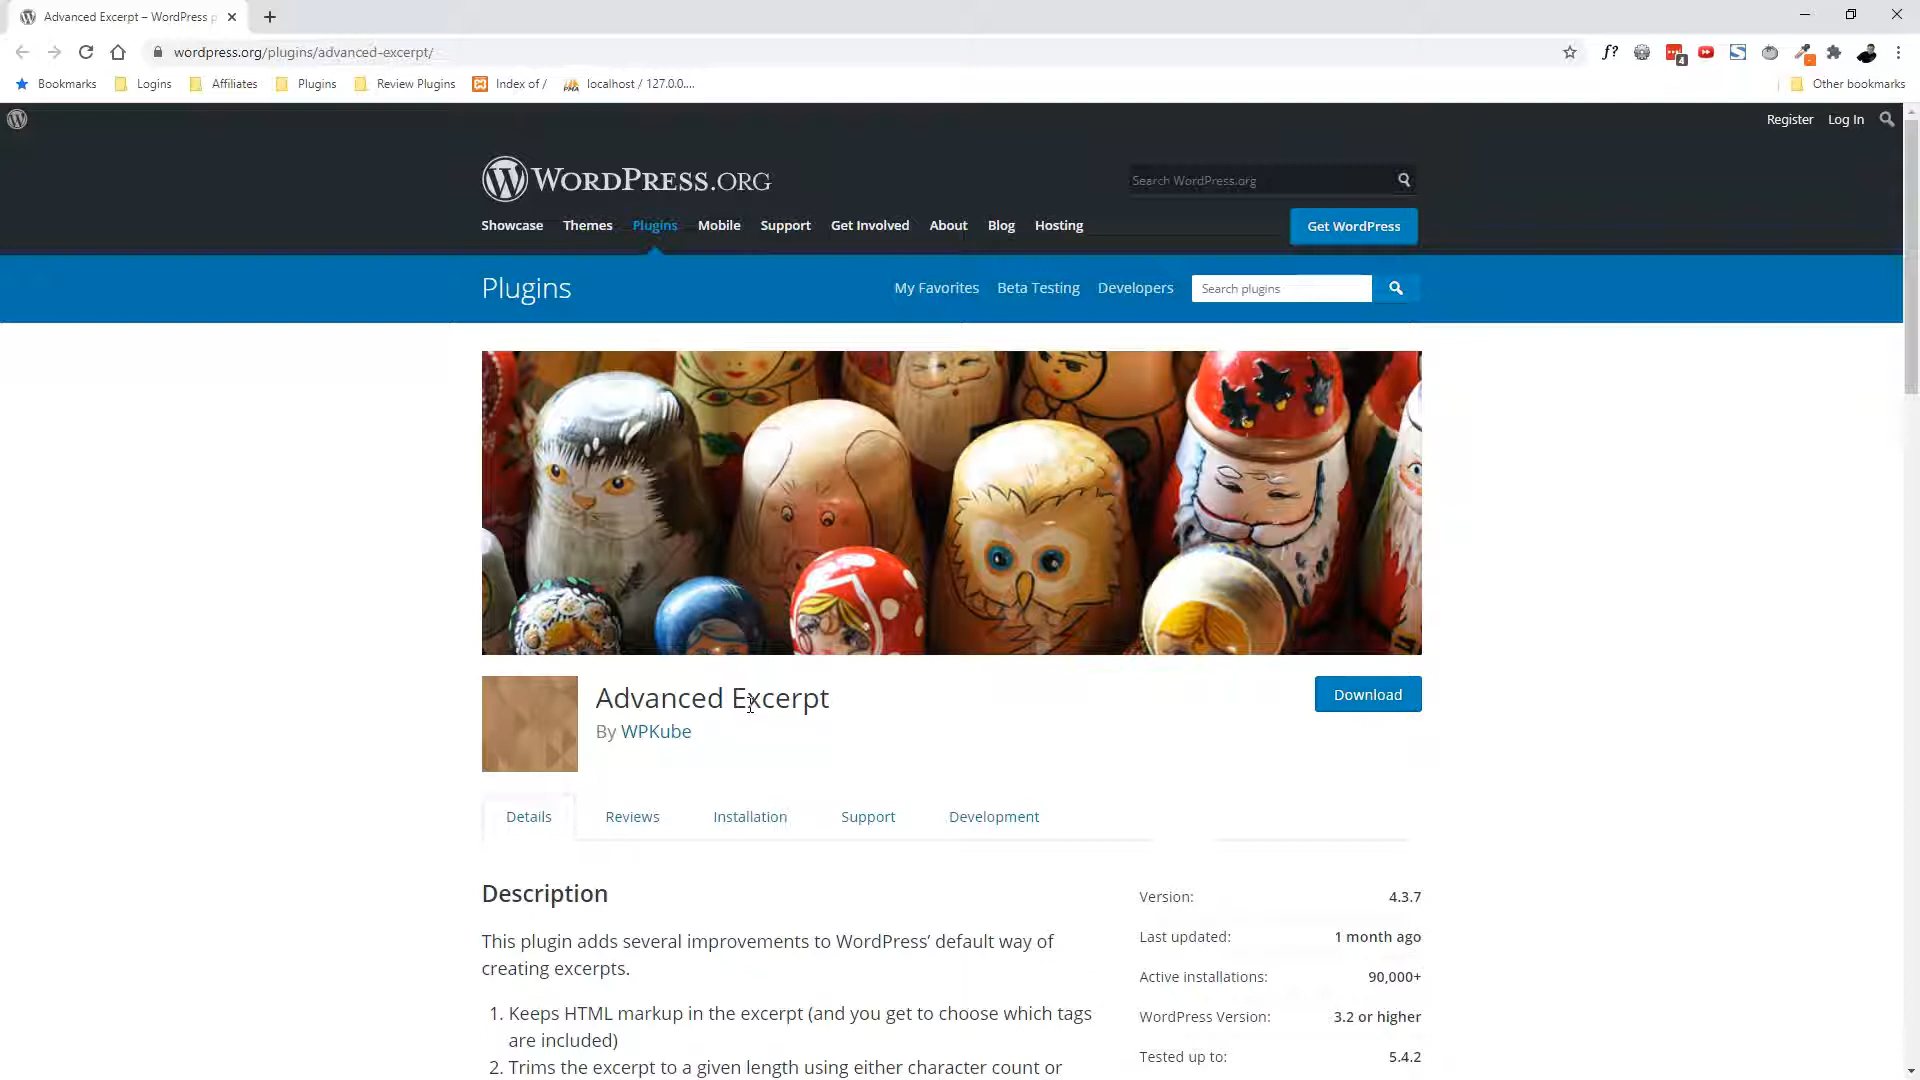 Advanced Excerpt – WordPress p
wordpress.org/plugins/advanced-excerpt/
f?
4
Bookmarks
Logins
Affiliates
Plugins
Review Plugins
Index of /
localhost / 127.0.0....
Other bookmarks
Register
Log In
WORDPRESS.ORG
Search WordPress.org
Showcase
Themes
Plugins
Mobile
Support
Get Involved
About
Blog
Hosting
Get WordPress
Plugins
My Favorites
Beta Testing
Developers
Search plugins
Advanced Excerpt
By WPKube
Download
Details
Reviews
Installation
Support
Development
Description
This plugin adds several improvements to WordPress’ default way of
creating excerpts.
1. Keeps HTML markup in the excerpt (and you get to choose which tags
are included)
2. Trims the excerpt to a given length using either character count or
Version: 4.3.7
Last updated: 1 month ago
Active installations: 90,000+
WordPress Version: 3.2 or higher
Tested up to: 5.4.2